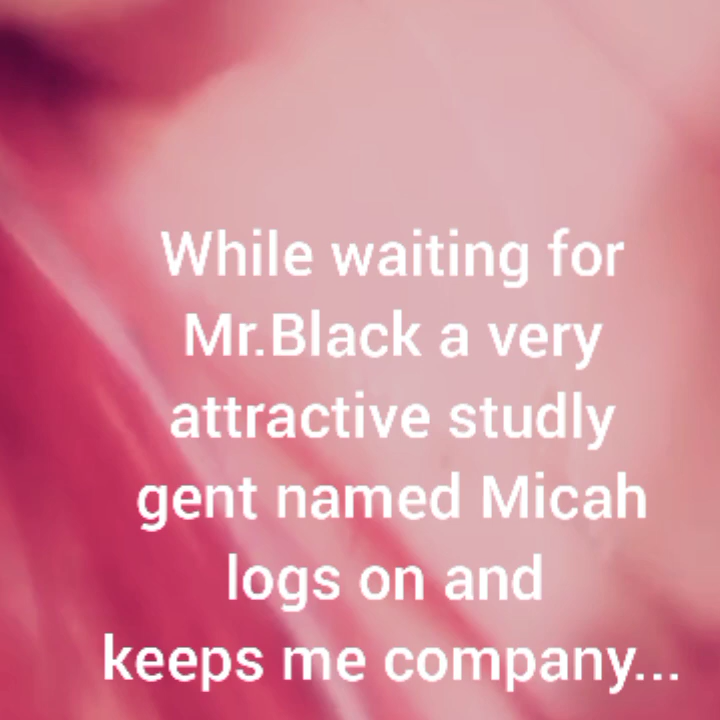 While waiting for
Mr.Black a very
attractive studly
gent named Micah
logs on and
keeps me company...